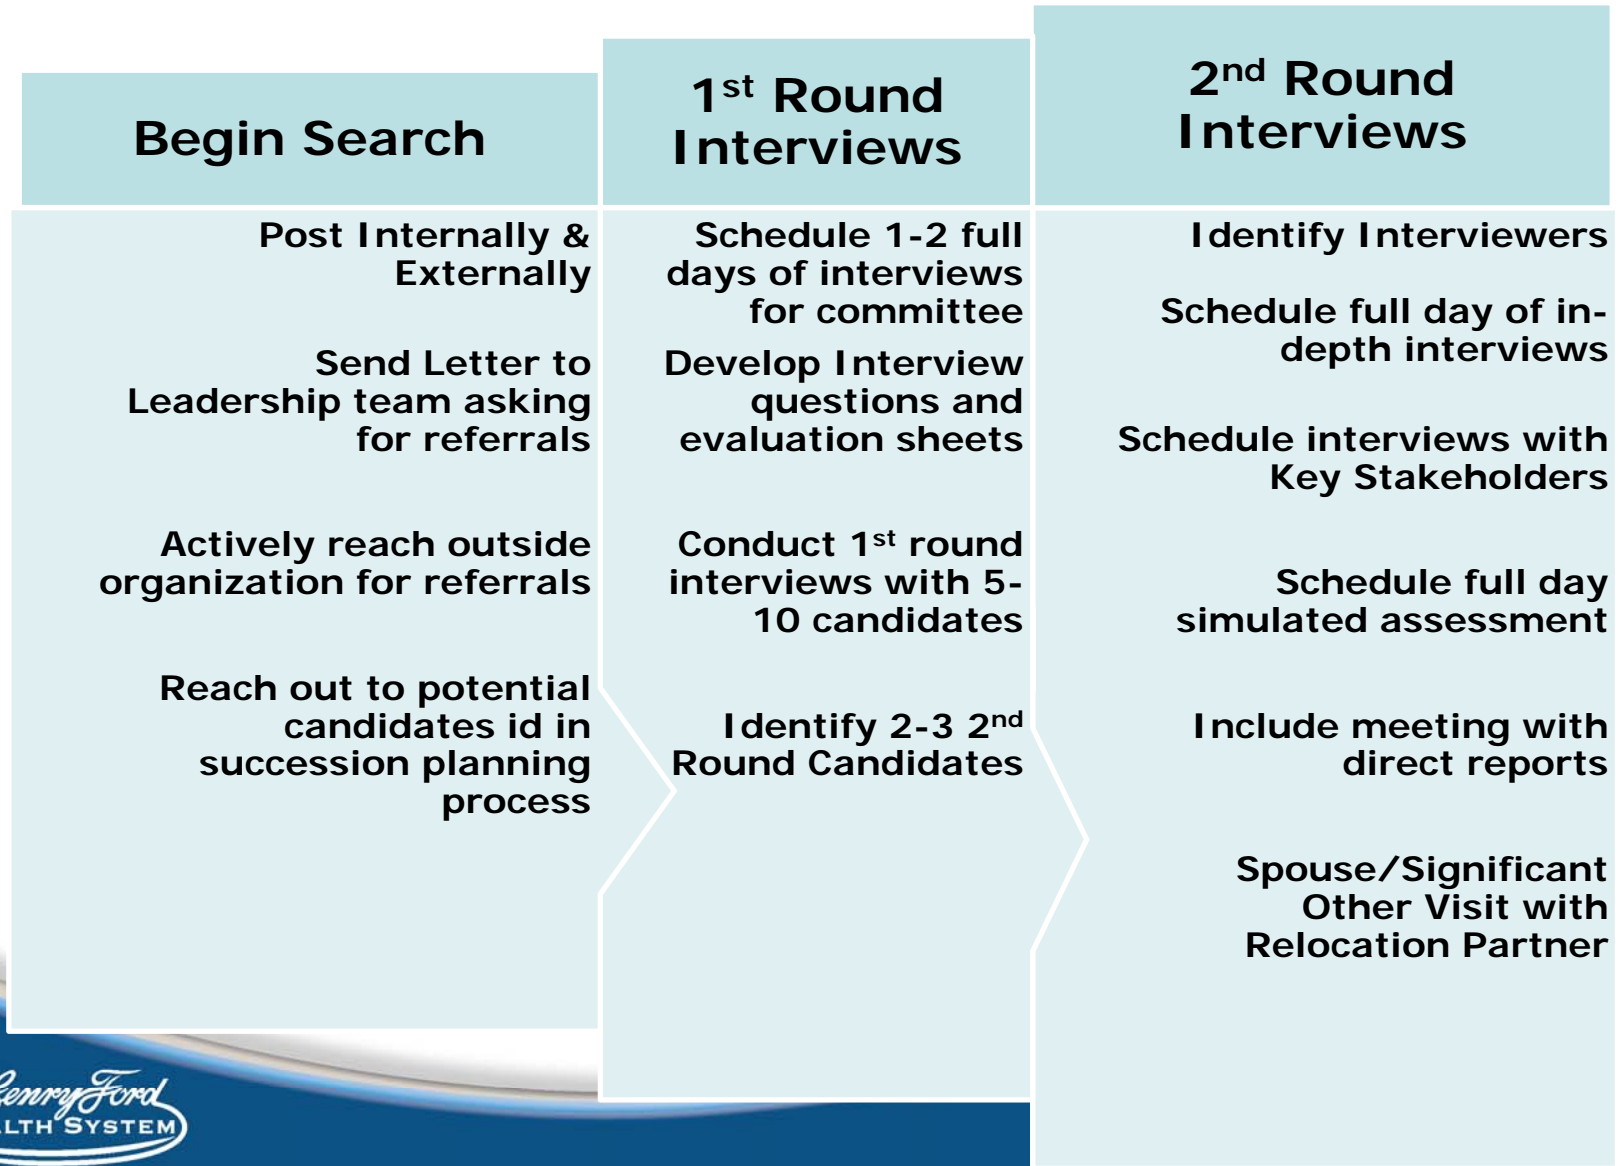 Begin Search
Post Internally &
Externally
Send Letter to
Leadership team asking
for referrals
Actively reach outside
organization for referrals
Reach out to potential
candidates id in
succession planning
process
1st Round
Interviews
Schedule 1-2 full
days of interviews
for committee
Develop Interview
questions and
evaluation sheets
Conduct 1st round
interviews with 5-
10 candidates
Identify 2-3 2nd
Round Candidates
2nd Round
Interviews
Identify Interviewers
Schedule full day of in-
depth interviews
Schedule interviews with
Key Stakeholders
Schedule full day
simulated assessment
Include meeting with
direct reports
Spouse/Significant
Other Visit with
Relocation Partner
Henry Ford
ALTH SYSTEM